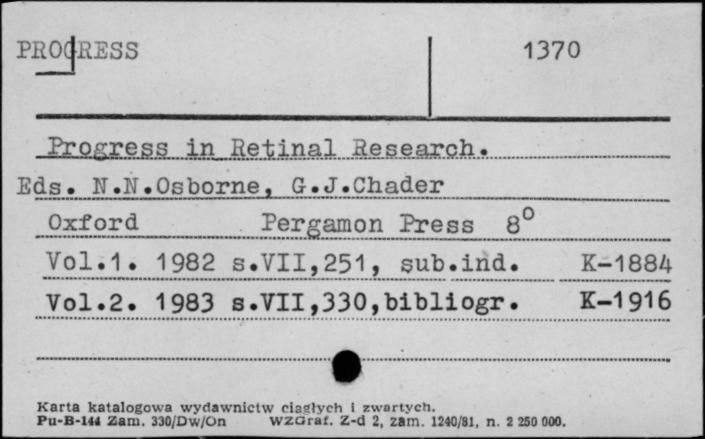 PROGRESS 1370
Progress in Retinal Research.
Eds. N.N.Osborne, G.J.Chader
Oxford Pergamon Press 8⁰
Vol.1. 1982 s.VII,251, sub.ind. K-1884
Vol.2. 1983 s.VII,330,bibliogr. K-1916
Karta katalogowa wydawnictw ciągłych i zwartych.
Pu-B-144 Zam. 330/Dw/On WZGraf. Z-d 2, zam. 1240/81, n. 2 250 000.